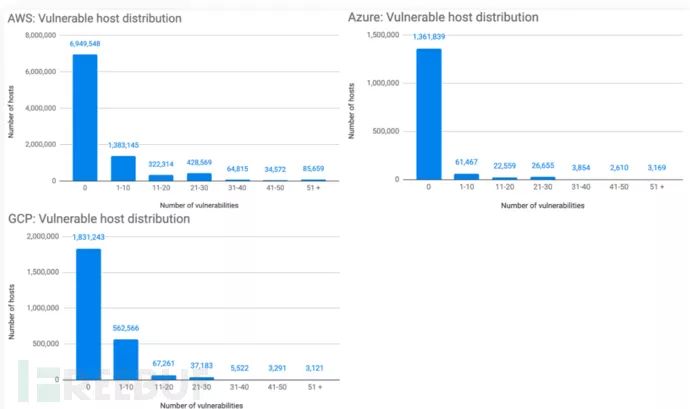 AWS: Vulnerable host distribution
8,000,000
6,949,548
6,000,000
4,000,000
2,000,000
1,383,145
322,314
428,569
64,815
34,572
85,659
0
0 1-10 11-20 21-30 31-40 41-50 51 +
Number of hosts
Number of vulnerabilities
Azure: Vulnerable host distribution
1,500,000
1,361,839
1,000,000
500,000
61,467
22,559
26,655
3,854
2,610
3,169
0
0 1-10 11-20 21-30 31-40 41-50 51 +
Number of hosts
Number of vulnerabilities
GCP: Vulnerable host distribution
2,000,000
1,831,243
1,500,000
1,000,000
500,000
562,566
67,261
37,183
5,522
3,291
3,121
0
0 1-10 11-20 21-30 31-40 41-50 51 +
Number of hosts
Number of vulnerabilities
FREEBUF